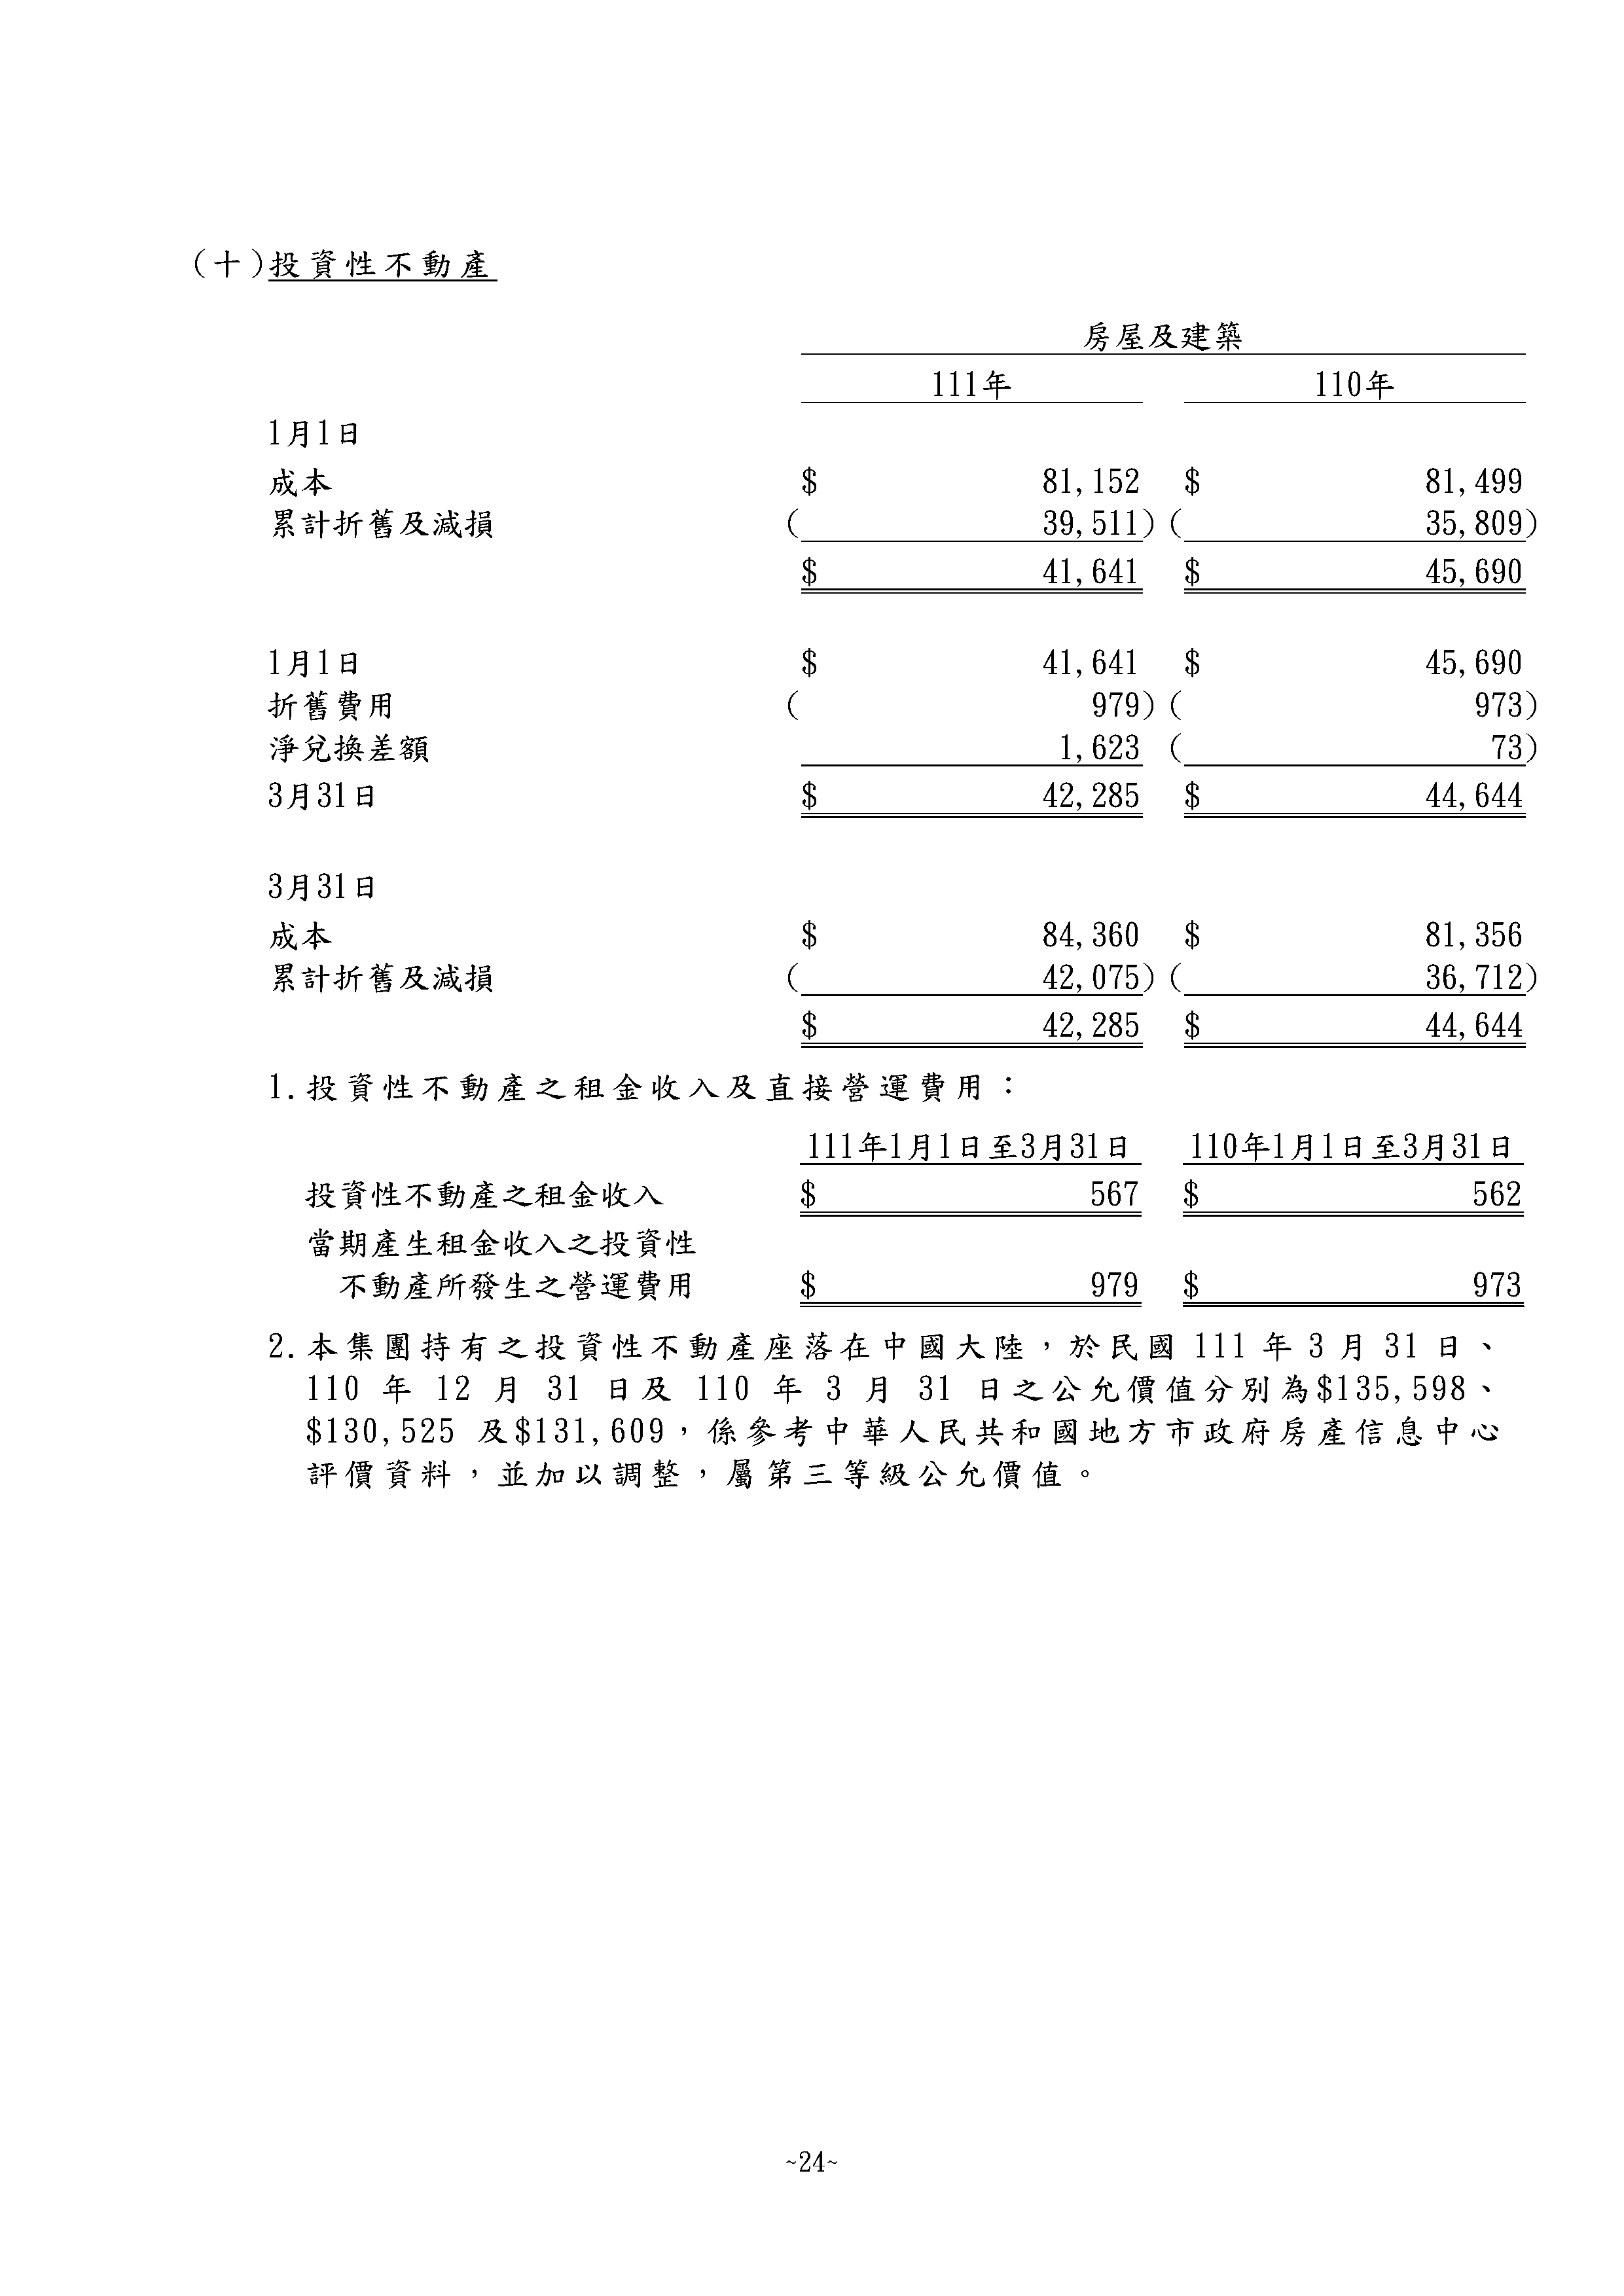 (十)投資性不動產
房屋及建築
111年 110年
1月1日
成本 $ 81,152 $ 81,499
累計折舊及減損 ( 39,511) ( 35,809)
$ 41,641 $ 45,690
1月1日 $ 41,641 $ 45,690
折舊費用 ( 979) ( 973)
淨兌換差額 1,623 ( 73)
3月31日 $ 42,285 $ 44,644
3月31日
成本 $ 84,360 $ 81,356
累計折舊及減損 ( 42,075) ( 36,712)
$ 42,285 $ 44,644
1.投資性不動產之租金收入及直接營運費用：
111年1月1日至3月31日 110年1月1日至3月31日
投資性不動產之租金收入 $ 567 $ 562
當期產生租金收入之投資性
不動產所發生之營運費用 $ 979 $ 973
2.本集團持有之投資性不動產座落在中國大陸，於民國 111 年 3 月 31 日、
110 年 12 月 31 日及 110 年 3 月 31 日之公允價值分別為$135,598、
$130,525 及$131,609，係參考中華人民共和國地方市政府房產信息中心
評價資料，並加以調整，屬第三等級公允價值。
~24~